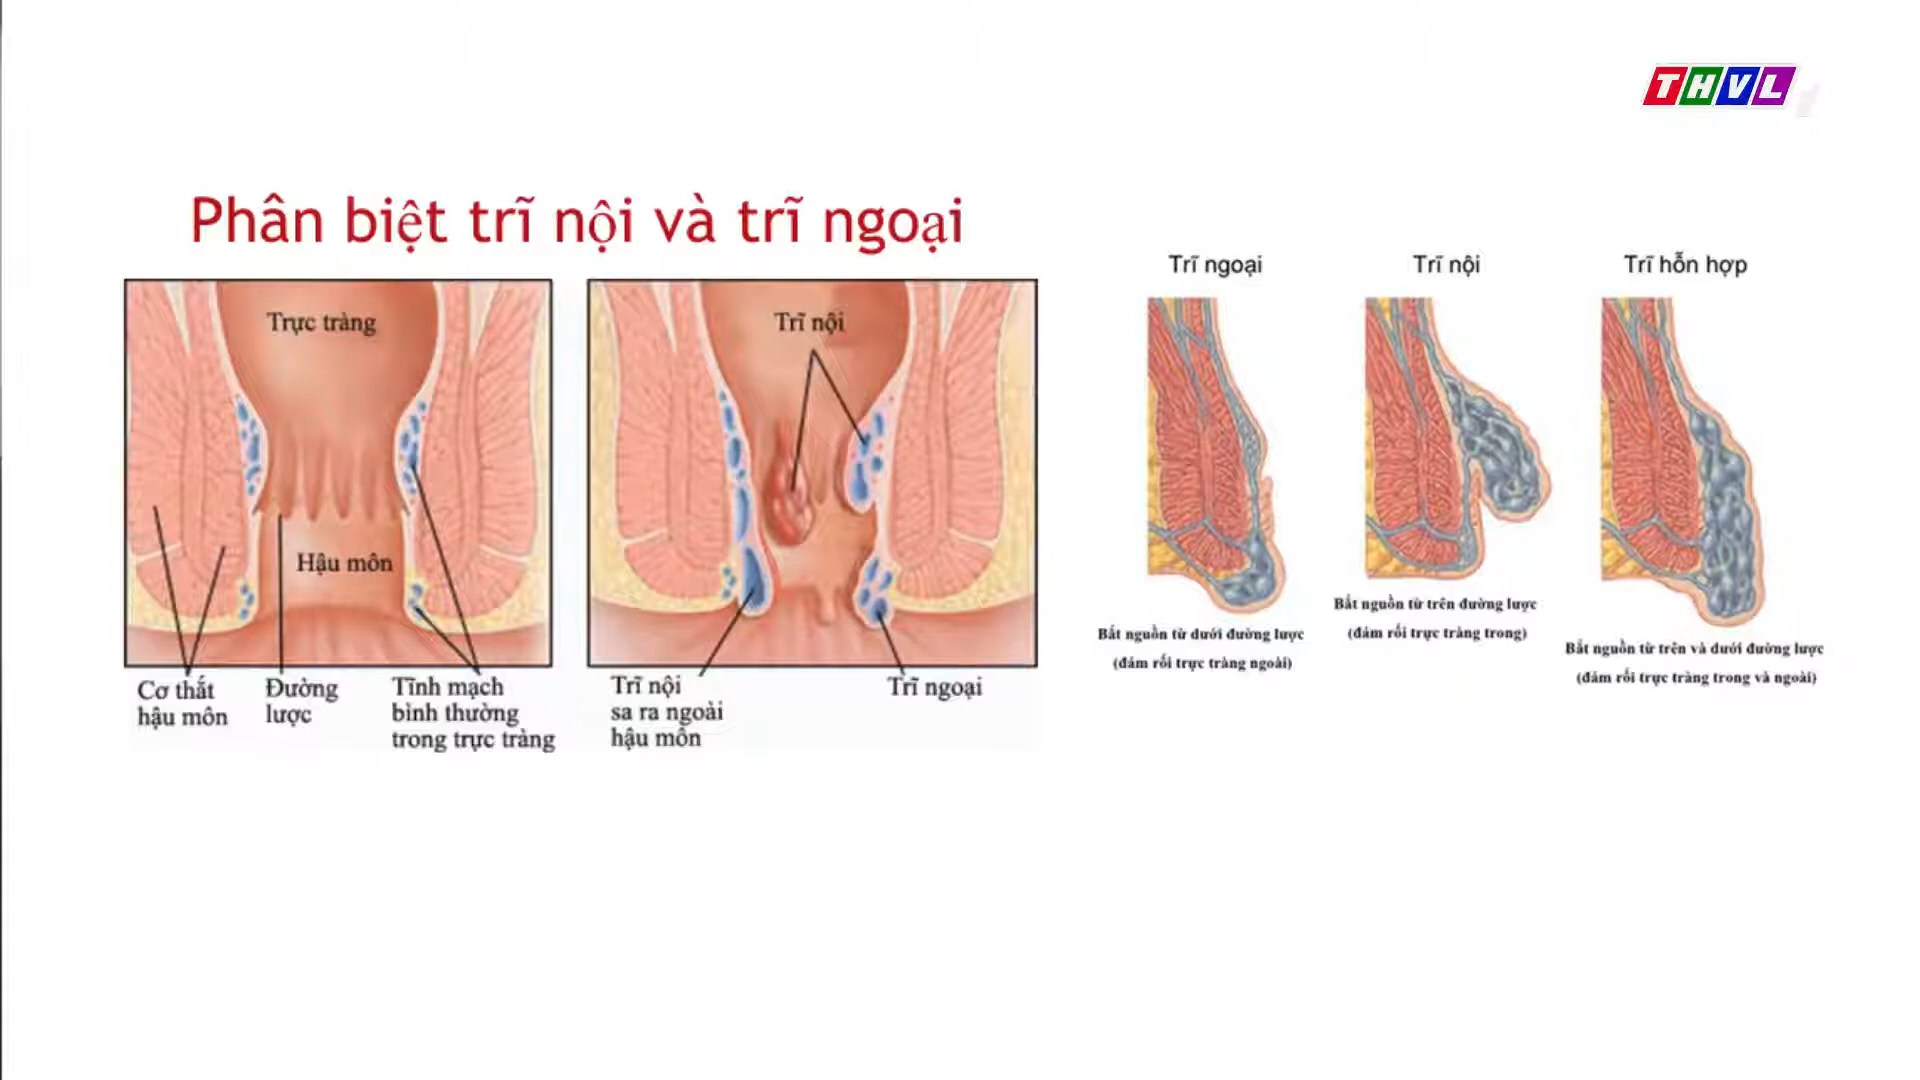 THVL
Phân biệt trĩ nội và trĩ ngoại
Trực tràng
Hậu môn
Cơ thắt
hậu môn
Đường
lược
Tĩnh mạch
bình thường
trong trực tràng
Trĩ nội
Trĩ nội
sa ra ngoài
hậu môn
Trĩ ngoại
Trĩ ngoại
Bắt nguồn từ dưới đường lược
(đám rối trực tràng ngoài)
Trĩ nội
Bắt nguồn từ trên đường lược
(đám rối trực tràng trong)
Trĩ hỗn hợp
Bắt nguồn từ trên và dưới đường lược
(đám rối trực tràng trong và ngoài)